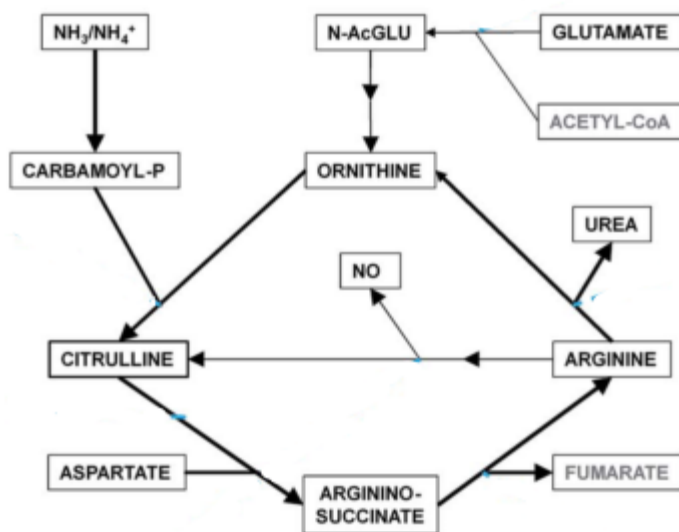 NH₃/NH₄⁺
N-AcGLU
GLUTAMATE
ACETYL-CoA
CARBAMOYL-P
ORNITHINE
UREA
NO
CITRULLINE
ARGININE
ASPARTATE
ARGININO-
SUCCINATE
FUMARATE